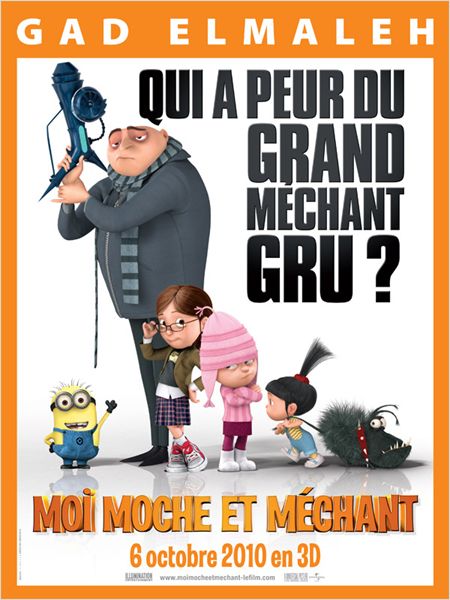 GAD ELMALEH
QUI A PEUR DU
GRAND
MÉCHANT
GRU ?
MOI MOCHE ET MÉCHANT
6 octobre 2010 en 3D
ILLUMINATION
www.moimocheetmechant-lefilm.com